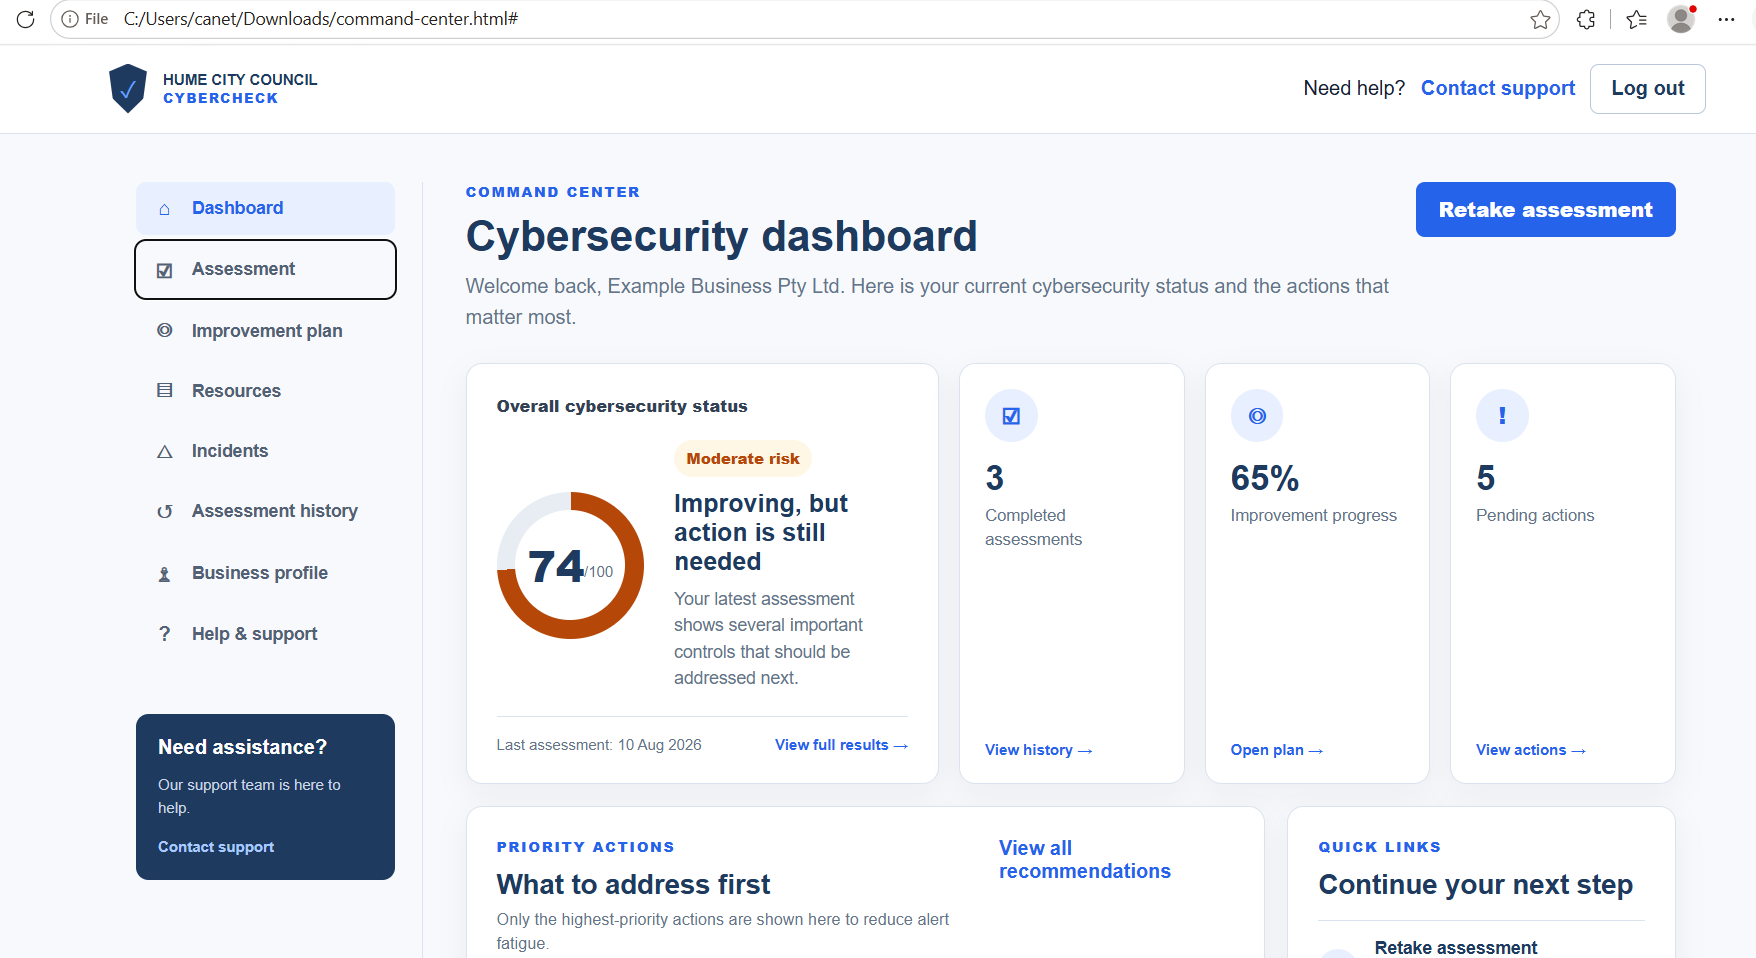 File C:/Users/canet/Downloads/command-center.html#
HUME CITY COUNCIL
CYBERCHECK
Need help? Contact support Log out
Dashboard
Assessment
Improvement plan
Resources
Incidents
Assessment history
Business profile
? Help & support
Need assistance?
Our support team is here to
help.
Contact support
COMMAND CENTER
Cybersecurity dashboard
Welcome back, Example Business Pty Ltd. Here is your current cybersecurity status and the actions that
matter most.
Retake assessment
Overall cybersecurity status
Moderate risk
74/100
Improving, but
action is still
needed
Your latest assessment
shows several important
controls that should be
addressed next.
Last assessment: 10 Aug 2026
View full results →
3
Completed
assessments
View history →
65%
Improvement progress
Open plan →
!
5
Pending actions
View actions →
PRIORITY ACTIONS
What to address first
Only the highest-priority actions are shown here to reduce alert
fatigue.
View all
recommendations
QUICK LINKS
Continue your next step
Retake assessment